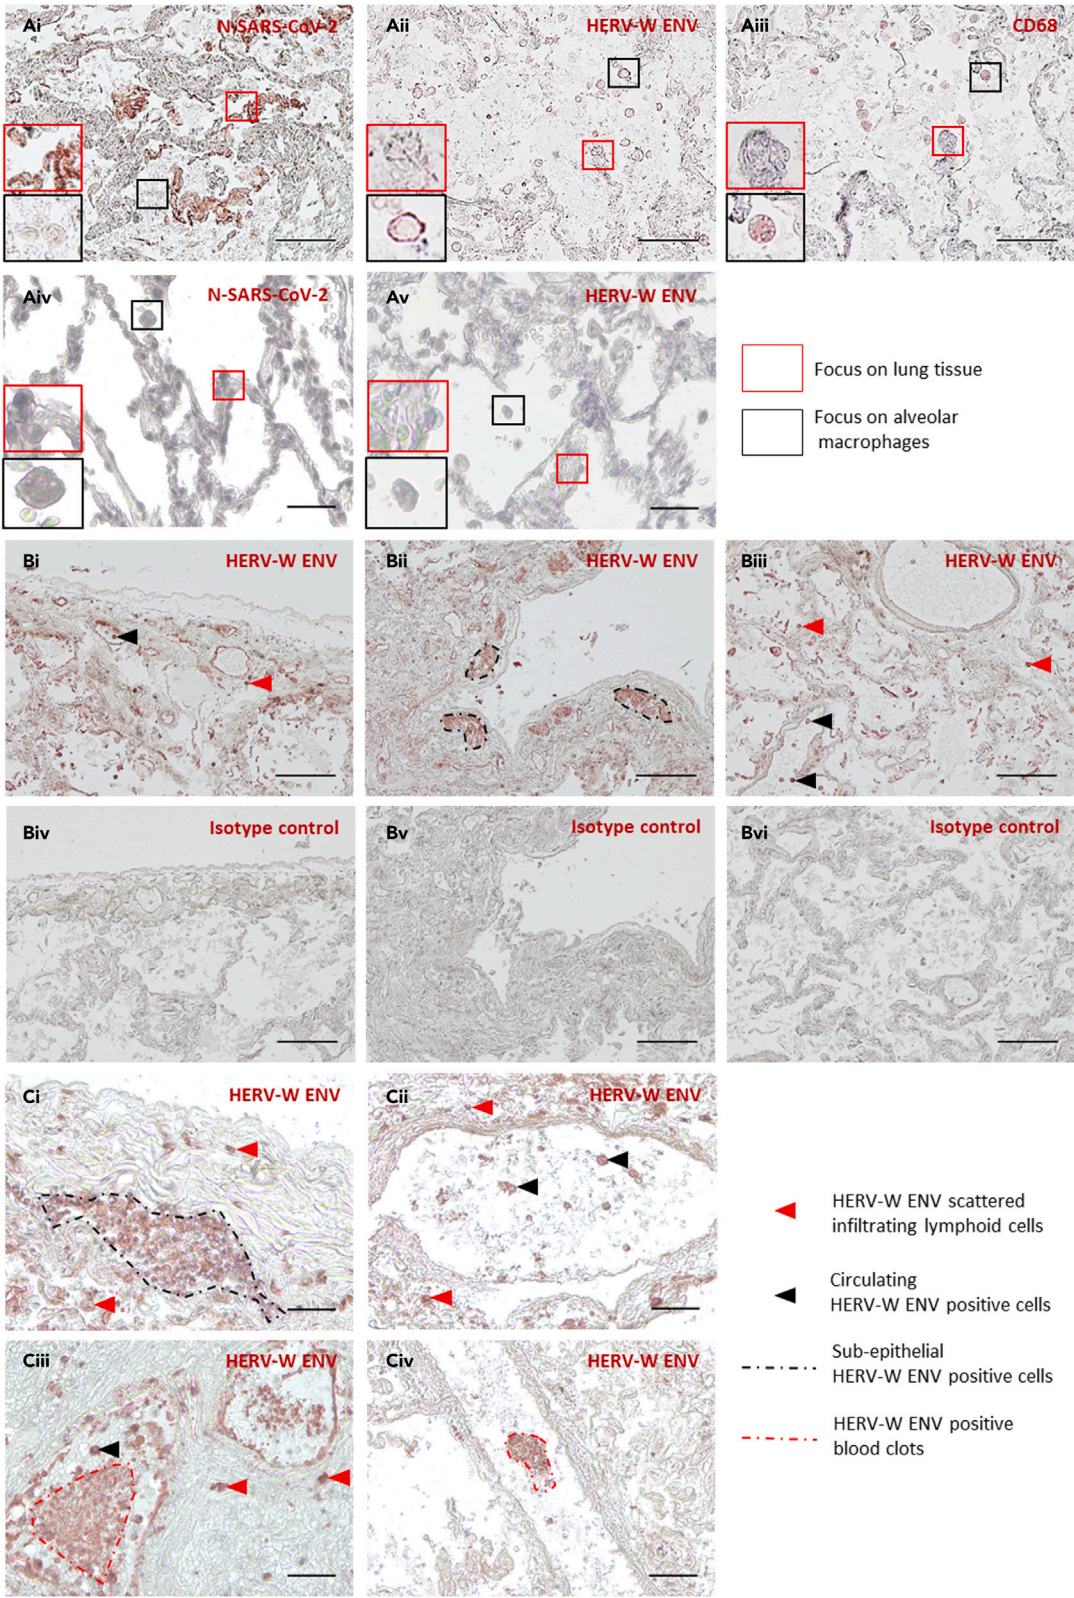 Ai
N-SARS-CoV-2
Aii
HERV-W ENV
Aiii
CD68
Aiv
N-SARS-CoV-2
Av
HERV-W ENV
Focus on lung tissue
Focus on alveolar
macrophages
Bi
HERV-W ENV
Bii
HERV-W ENV
Biii
HERV-W ENV
Biv
Isotype control
Bv
Isotype control
Bvi
Isotype control
Ci
HERV-W ENV
Cii
HERV-W ENV
HERV-W ENV scattered
infiltrating lymphoid cells
Circulating
HERV-W ENV positive cells
Sub-epithelial
HERV-W ENV positive cells
HERV-W ENV positive
blood clots
Ciii
HERV-W ENV
Civ
HERV-W ENV